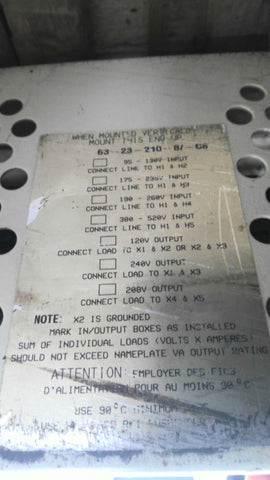 WHEN MOUNTED VERTICALLY
MOUNT THIS END UP
63-23-210-8/-C6
95 - 130V INPUT
CONNECT LINE TO H1 & H2
175 - 235V INPUT
CONNECT LINE TO H1 & H3
190 - 260V INPUT
CONNECT LINE TO H1 & H4
380 - 520V INPUT
CONNECT LINE TO H1 & H5
120V OUTPUT
CONNECT LOAD TO X1 & X2 OR X2 & X3
240V OUTPUT
CONNECT LOAD TO X1 & X3
208V OUTPUT
CONNECT LOAD TO X4 & X5
NOTE: X2 IS GROUNDED
MARK IN/OUTPUT BOXES AS INSTALLED
SUM OF INDIVIDUAL LOADS (VOLTS X AMPERES)
SHOULD NOT EXCEED NAMEPLATE VA OUTPUT RATING
ATTENTION: EMPLOYER DES FILS
D'ALIMENTATION POUR AU MOINS 90°C
USE 90°C MINIMUM